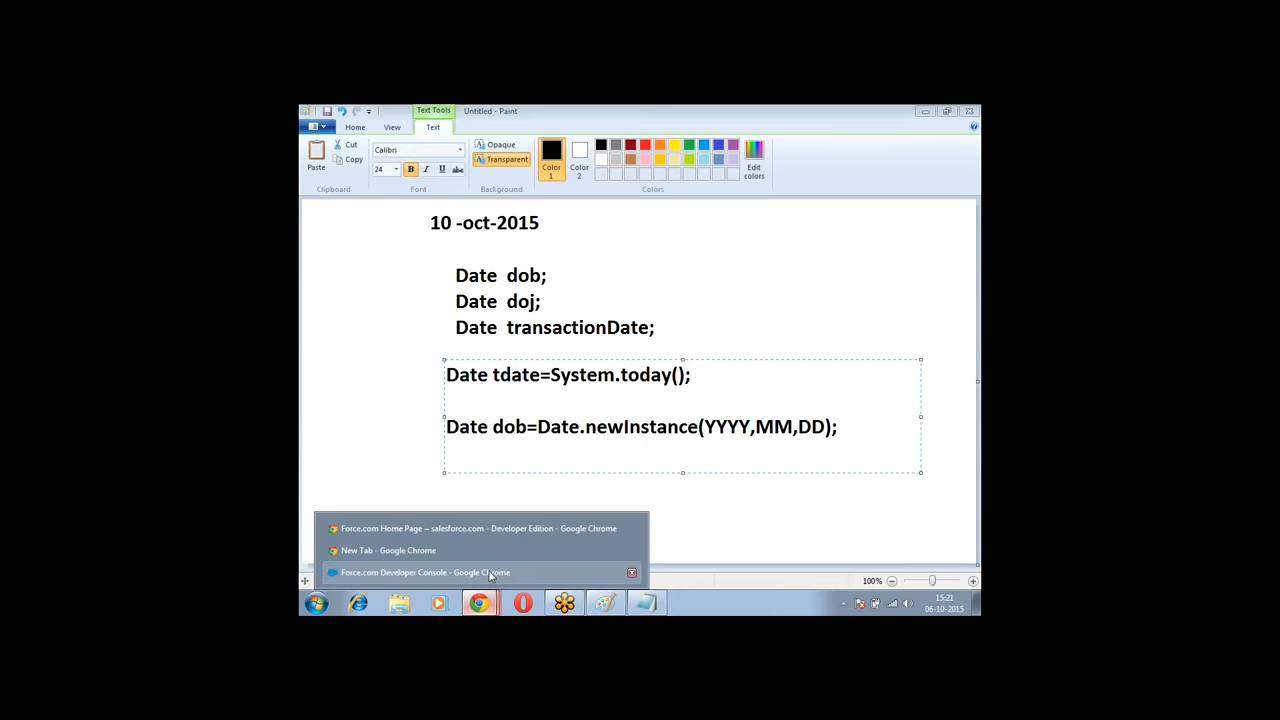 Text Tools
Untitled - Paint
Home
View
Text
Paste
Cut
Copy
Clipboard
Calibri
24
B I U abc
Font
Opaque
Transparent
Background
Color 1
Color 2
Edit colors
Colors
10 -oct-2015
Date dob;
Date doj;
Date transactionDate;
Date tdate=System.today();
Date dob=Date.newInstance(YYYY,MM,DD);
Force.com Home Page ~ salesforce.com - Developer Edition - Google Chrome
New Tab - Google Chrome
Force.com Developer Console - Google Chrome
100%
15:21
06-10-2015